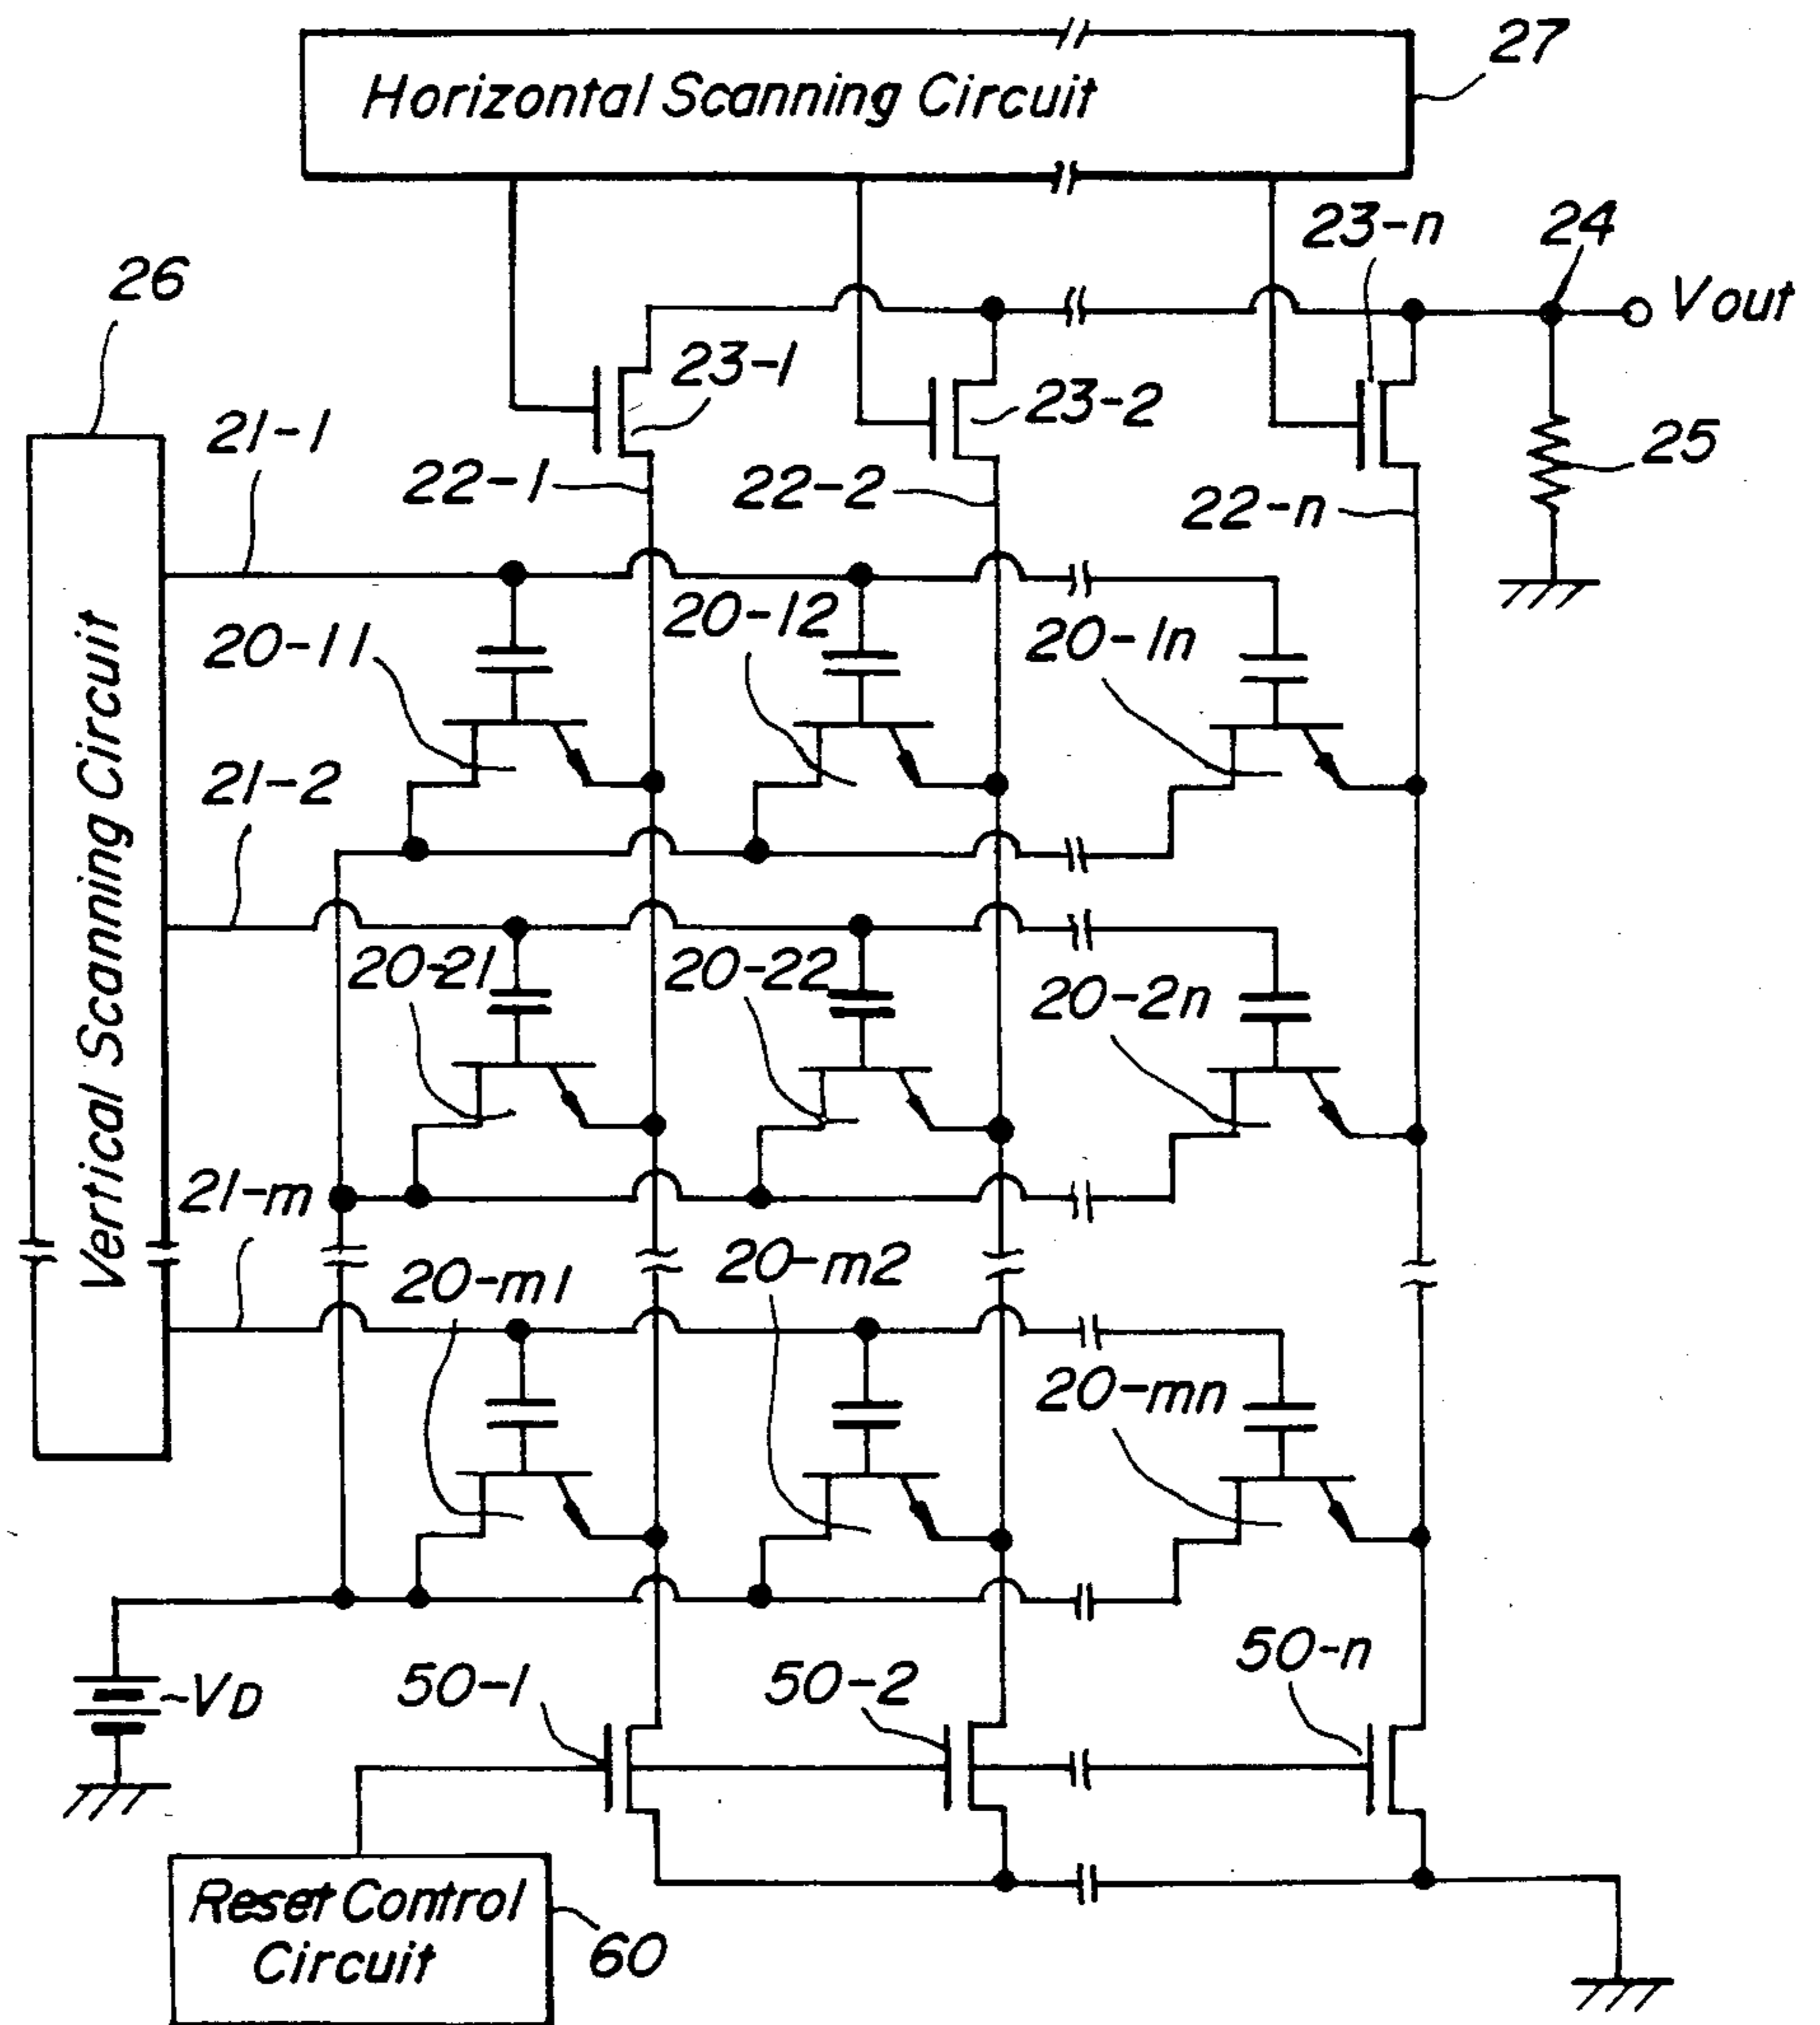 27
Horizontal Scanning Circuit
23-n
24
26
Vout
23-1
23-2
21-1
25
22-1
22-2
22-n
Vertical Scanning Circuit
20-11
20-12
20-1n
21-2
20-21
20-22
20-2n
21-m
20-m1
20-m2
20-mn
50-n
50-1
50-2
VD
Reset Control
Circuit
60